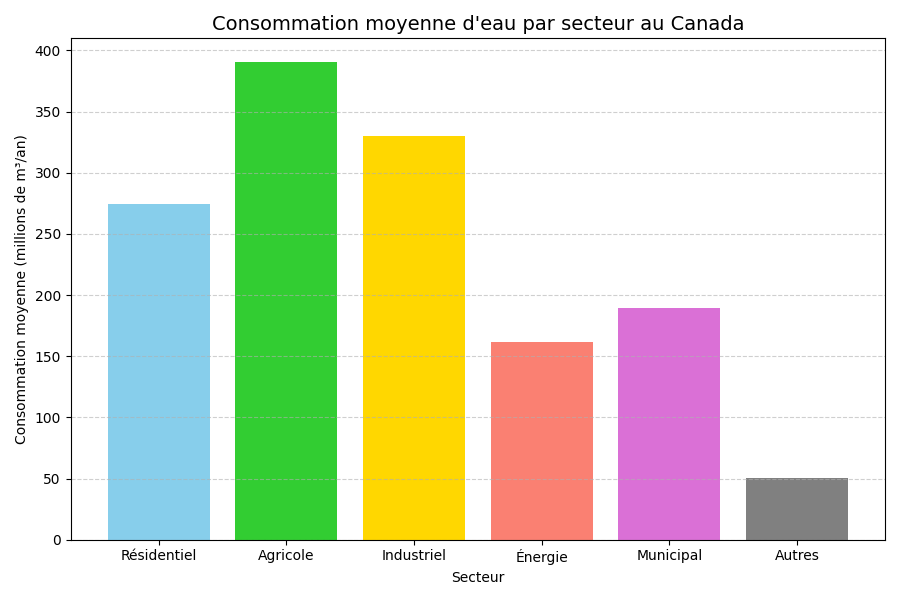 Consommation moyenne d'eau par secteur au Canada
Consommation moyenne (millions de m³/an)
400
350
300
250
200
150
100
50
0
Résidentiel Agricole Industriel Énergie Municipal Autres
Secteur